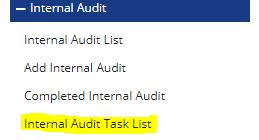 Internal Audit
Internal Audit List
Add Internal Audit
Completed Internal Audit
Internal Audit Task List